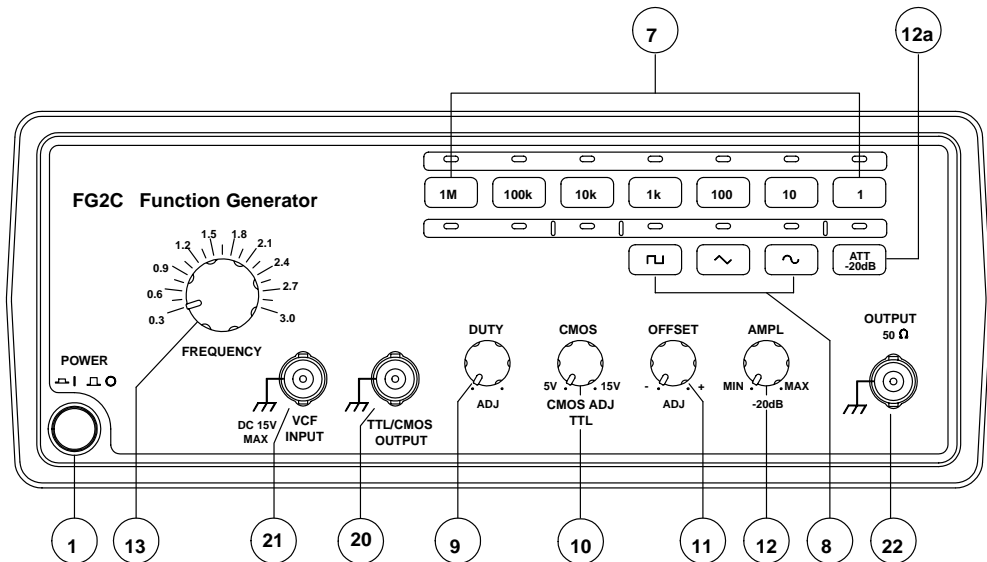 7
12a
1M 100k 10k 1k 100 10 1
FG2C Function Generator
ATT
-20dB
0.3 0.6 0.9 1.2 1.5 1.8 2.1 2.4 2.7 3.0
FREQUENCY
POWER
DC 15V
MAX
VCF
INPUT
TTL/CMOS
OUTPUT
DUTY
ADJ
CMOS
5V 15V
CMOS ADJ
TTL
OFFSET
- +
ADJ
AMPL
MIN MAX
-20dB
OUTPUT
50 Ω
1 13 21 20 9 10 11 12 8 22